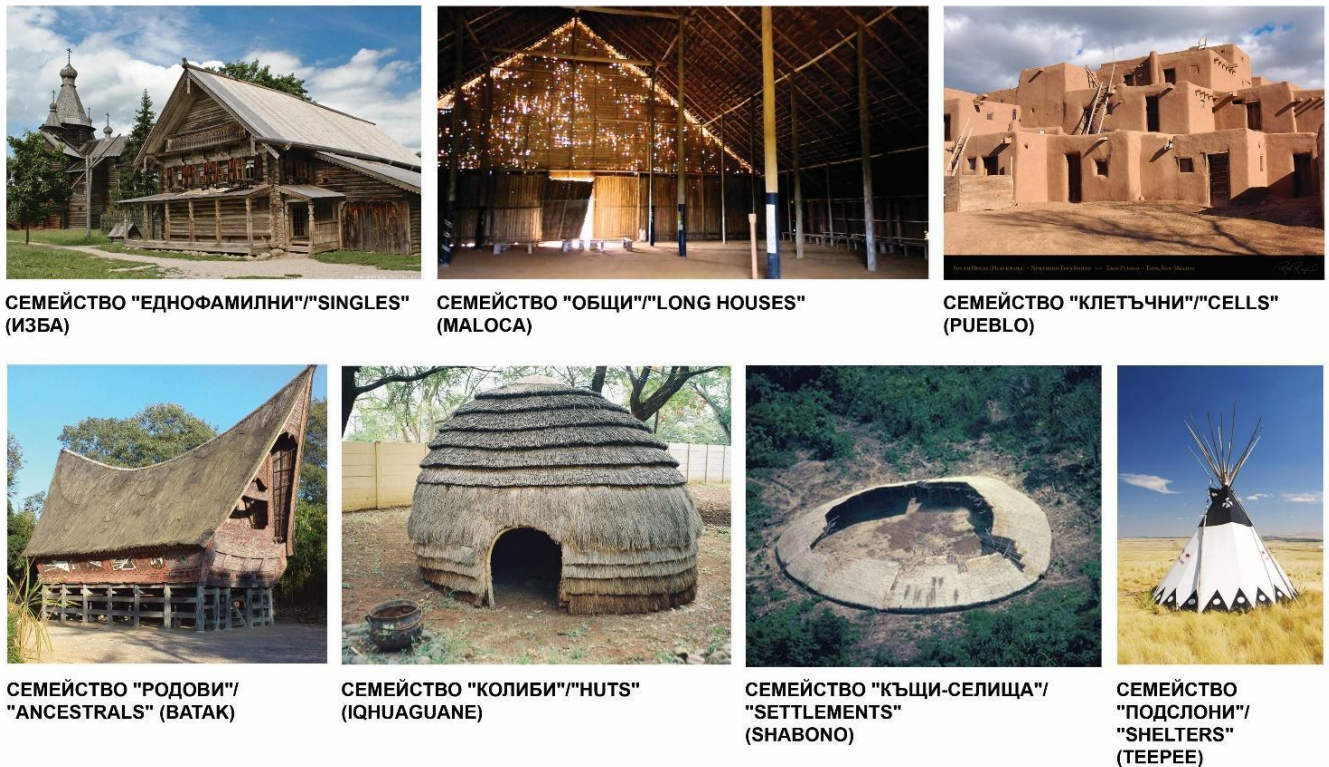 СЕМЕЙСТВО "ЕДНОФАМИЛНИ"/"SINGLES"
(ИЗБА)
СЕМЕЙСТВО "ОБЩИ"/"LONG HOUSES"
(MALOCA)
СЕМЕЙСТВО "КЛЕТЪЧНИ"/"CELLS"
(PUEBLO)
СЕМЕЙСТВО "РОДОВИ"/
"ANCESTRALS" (BATAK)
СЕМЕЙСТВО "КОЛИБИ"/"HUTS"
(IQHUAGUANE)
СЕМЕЙСТВО "КЪЩИ-СЕЛИЩА"/
"SETTLEMENTS"
(SHABONO)
СЕМЕЙСТВО
"ПОДСЛОНИ"/
"SHELTERS"
(TEEPEE)